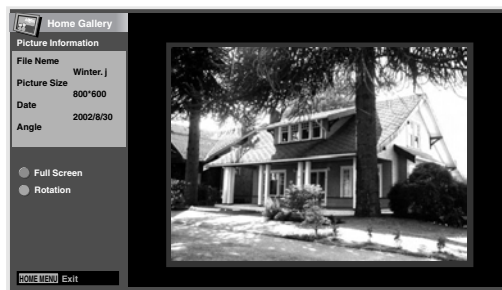 Home Gallery
Picture Information
File Name
Winter. j
Picture Size
800*600
Date
2002/8/30
Angle
Full Screen
Rotation
HOME MENU Exit